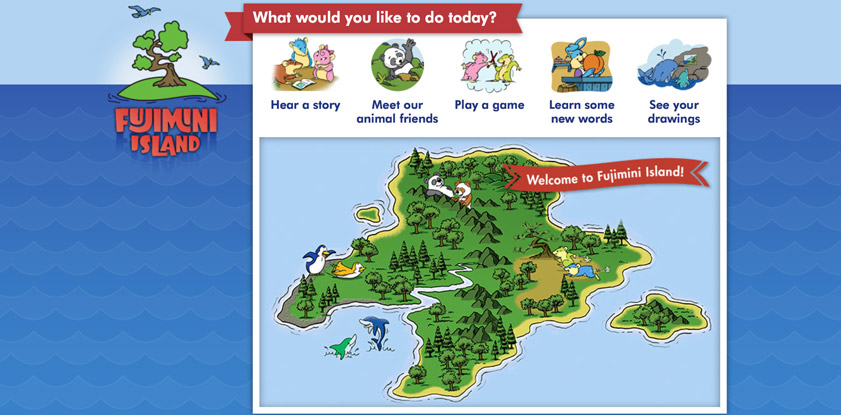 What would you like to do today?
FUJIMINI
ISLAND
Hear a story
Meet our
animal friends
Play a game
Learn some
new words
See your
drawings
Welcome to Fujimini Island!